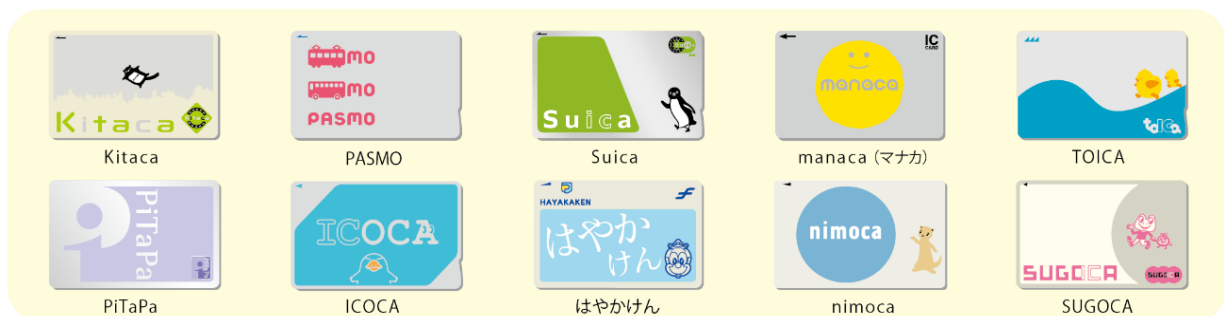 Kitaca
MO
MO
PASMO
Suica
IC
CARD
manaca
TOICA
Kitaca
PASMO
Suica
manaca（マナカ）
TOICA
PiTaPa
ICOCA
HAYAKAKEN
はやか
けん
nimoca
SUGOCA
SUGOCA
PiTaPa
ICOCA
はやかけん
nimoca
SUGOCA